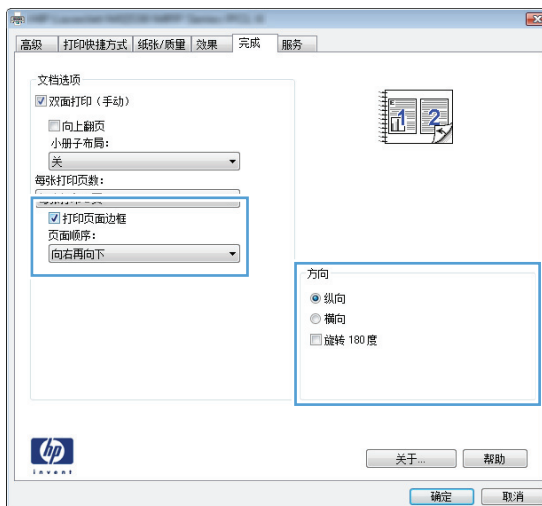 高级 打印快捷方式 纸张/质量 效果 完成 服务
文档选项
双面打印（手动）
向上翻页
小册子布局：
关
每张打印页数：
打印页面边框
页面顺序：
向右再向下
1 2
方向
纵向
横向
旋转 180 度
hp
invent
关于... 帮助
确定 取消